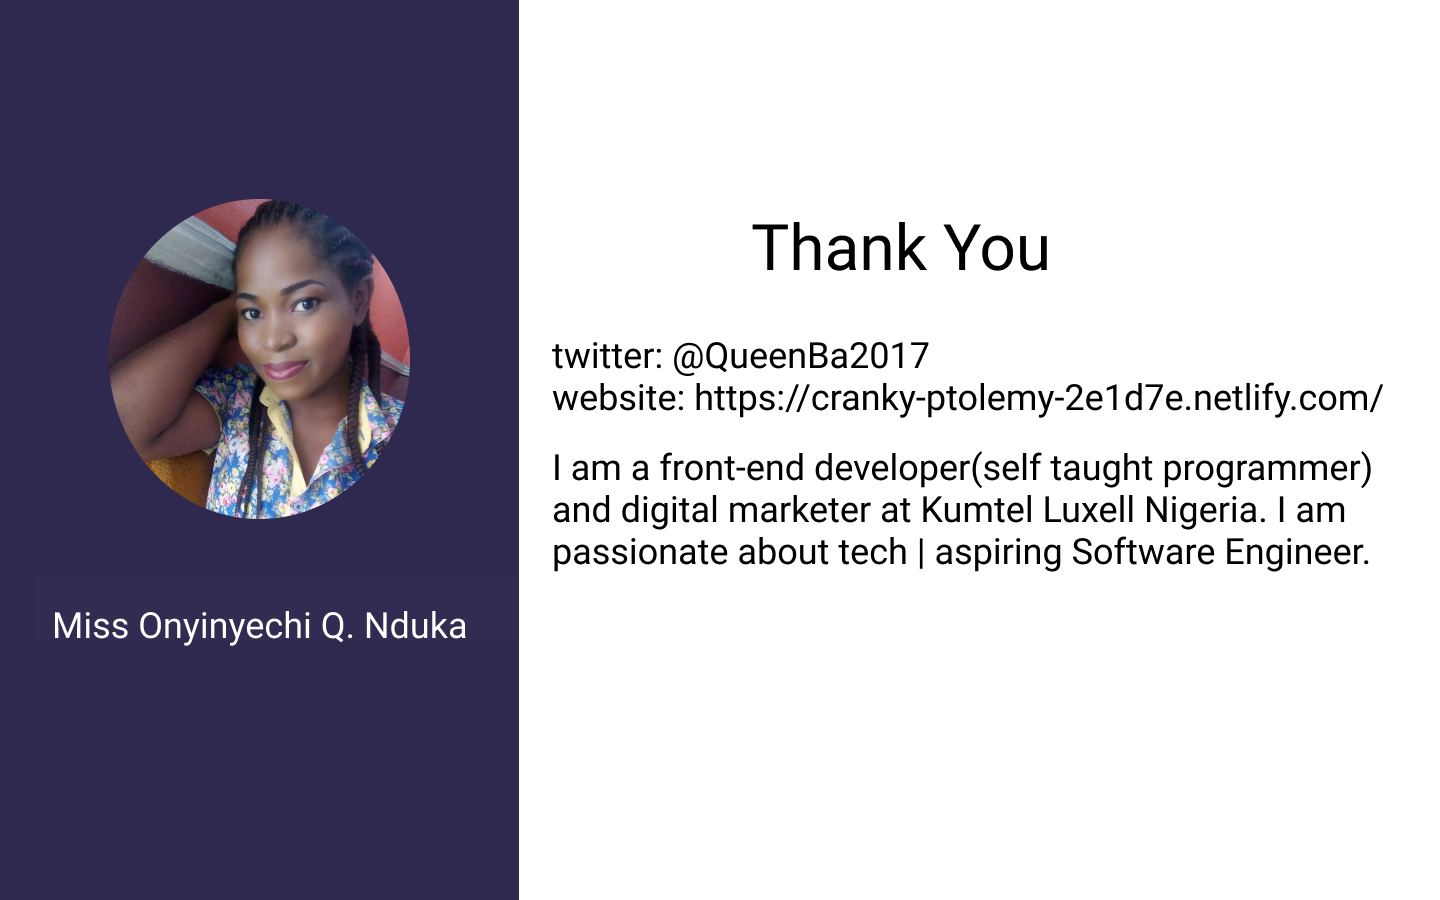 Miss Onyinyechi Q. Nduka
Thank You
twitter: @QueenBa2017
website: https://cranky-ptolemy-2e1d7e.netlify.com/
I am a front-end developer(self taught programmer)
and digital marketer at Kumtel Luxell Nigeria. I am
passionate about tech | aspiring Software Engineer.